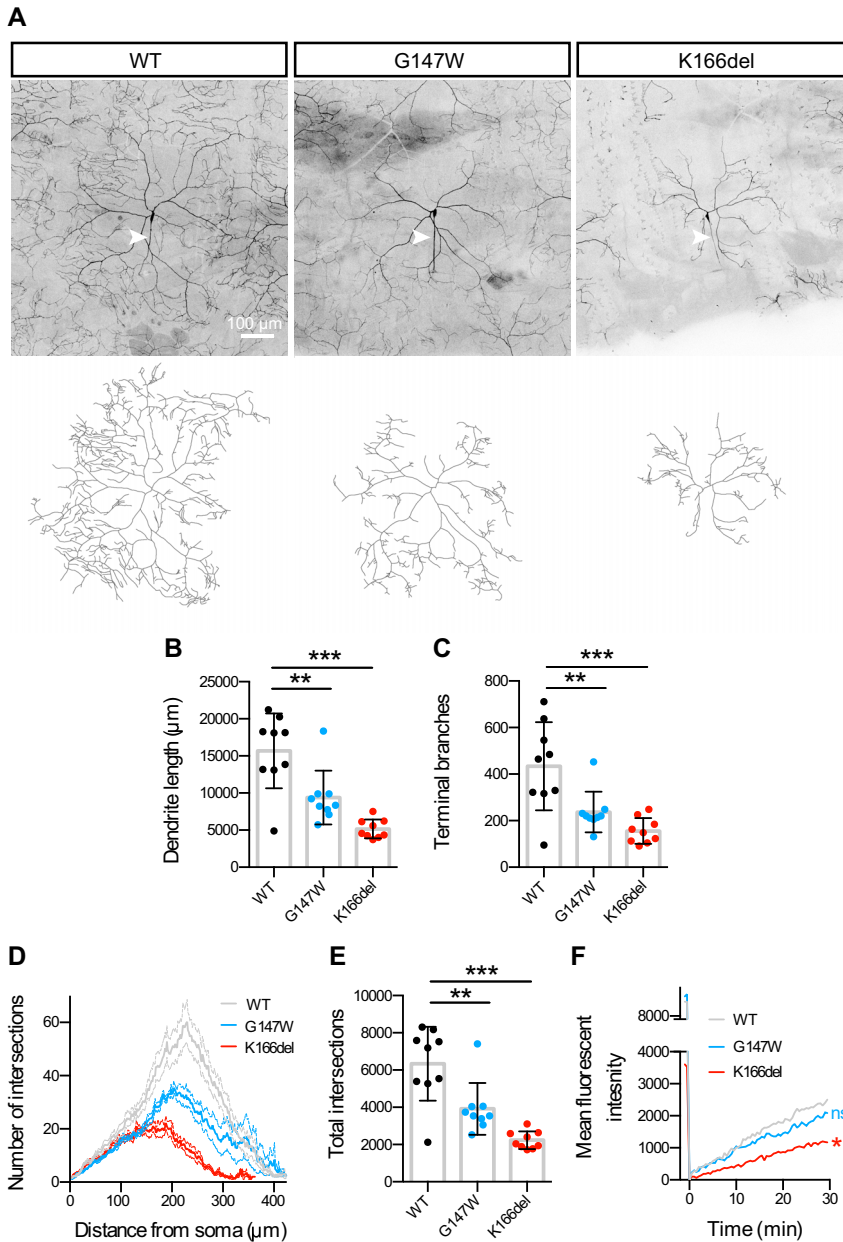 A
WT
G147W
K166del
100 µm
B
***
**
25000
20000
15000
10000
5000
0
Dendrite length (µm)
WT
G147W
K166del
C
***
**
800
600
400
200
0
Terminal branches
WT
G147W
K166del
D
60
40
20
0
Number of intersections
WT
G147W
K166del
0
100
200
300
400
Distance from soma (µm)
E
***
**
10000
8000
6000
4000
2000
0
Total intersections
WT
G147W
K166del
F
8000
4000
3000
2000
1000
0
Mean fluorescent
intesnity
WT
G147W
K166del
ns
*
0
10
20
30
Time (min)